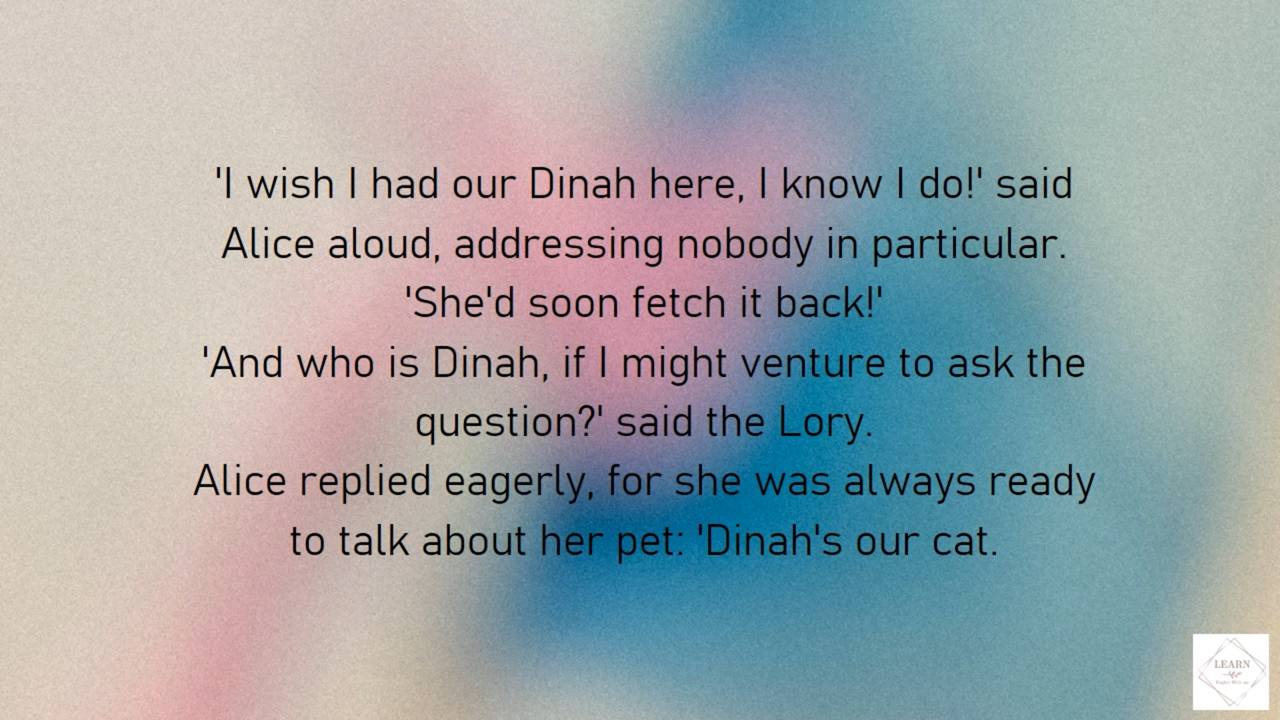 'I wish I had our Dinah here, I know I do!' said
Alice aloud, addressing nobody in particular.
'She'd soon fetch it back!'
'And who is Dinah, if I might venture to ask the
question?' said the Lory.
Alice replied eagerly, for she was always ready
to talk about her pet: 'Dinah's our cat.
LEARN